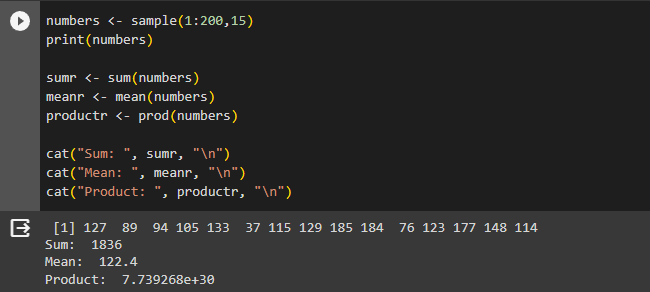 numbers <- sample(1:200,15)
print(numbers)
sumr <- sum(numbers)
meanr <- mean(numbers)
productr <- prod(numbers)
cat("Sum: ", sumr, "\n")
cat("Mean: ", meanr, "\n")
cat("Product: ", productr, "\n")
[1] 127  89  94 105 133  37 115 129 185 184  76 123 177 148 114
Sum:  1836
Mean:  122.4
Product:  7.739268e+30